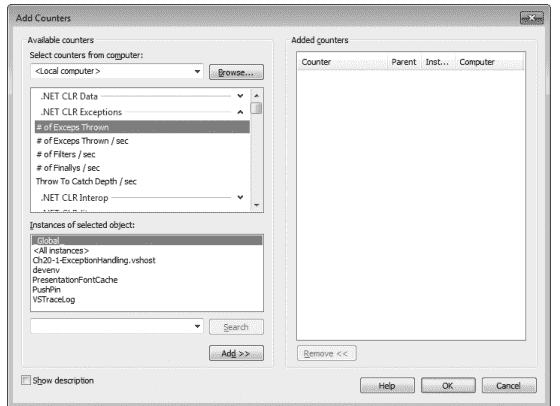 Add Counters
Available counters
Select counters from computer:
<Local computer>
Browse...
.NET CLR Data
.NET CLR Exceptions
# of Exceps Thrown
# of Exceps Thrown / sec
# of Filters / sec
# of Finallys / sec
Throw To Catch Depth / sec
.NET CLR Interop
Instances of selected object:
_Global_
<All instances>
Ch20-1-ExceptionHandling.vshost
devenv
PresentationFontCache
PushPin
VSTraceLog
Search
Add >>
Show description
Added counters
Counter Parent Inst... Computer
Remove <<
Help OK Cancel